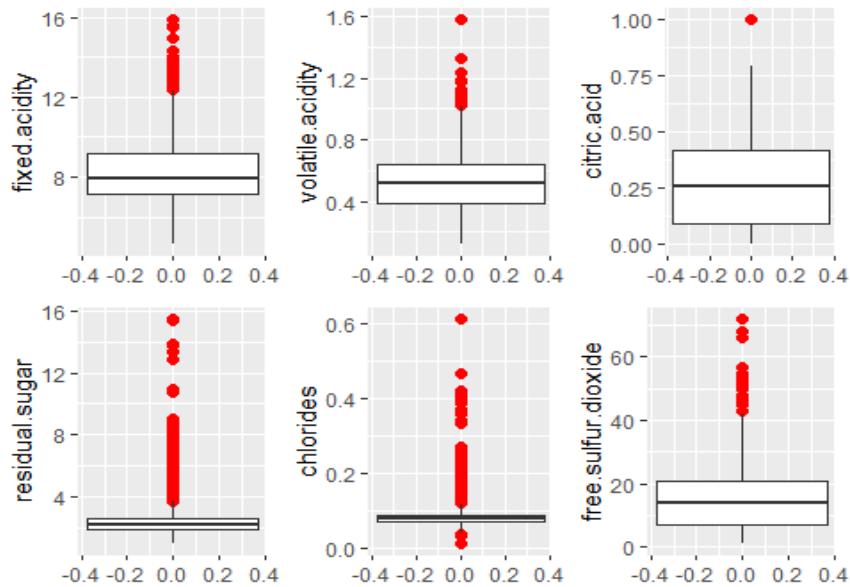 fixed.acidity
16
12
8
-0.4 -0.2 0.0 0.2 0.4
volatile.acidity
1.6
1.2
0.8
0.4
-0.4 -0.2 0.0 0.2 0.4
citric.acid
1.00
0.75
0.50
0.25
0.00
-0.4 -0.2 0.0 0.2 0.4
residual.sugar
16
12
8
4
-0.4 -0.2 0.0 0.2 0.4
chlorides
0.6
0.4
0.2
0.0
-0.4 -0.2 0.0 0.2 0.4
free.sulfur.dioxide
60
40
20
0
-0.4 -0.2 0.0 0.2 0.4